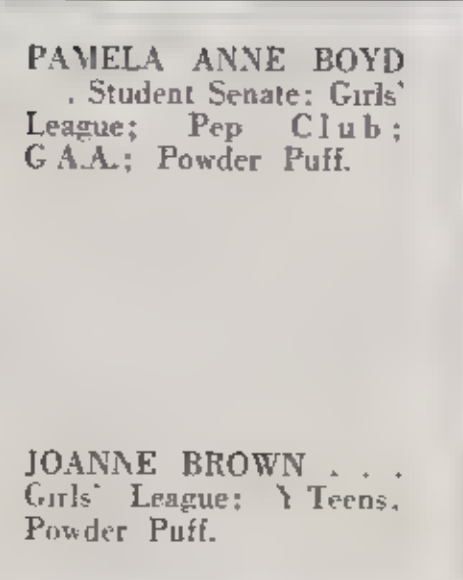 PAMELA ANNE BOYD
. Student Senate: Girls'
League; Pep Club;
G.A.A.; Powder Puff.
JOANNE BROWN . . .
Girls' League; Y Teens.
Powder Puff.